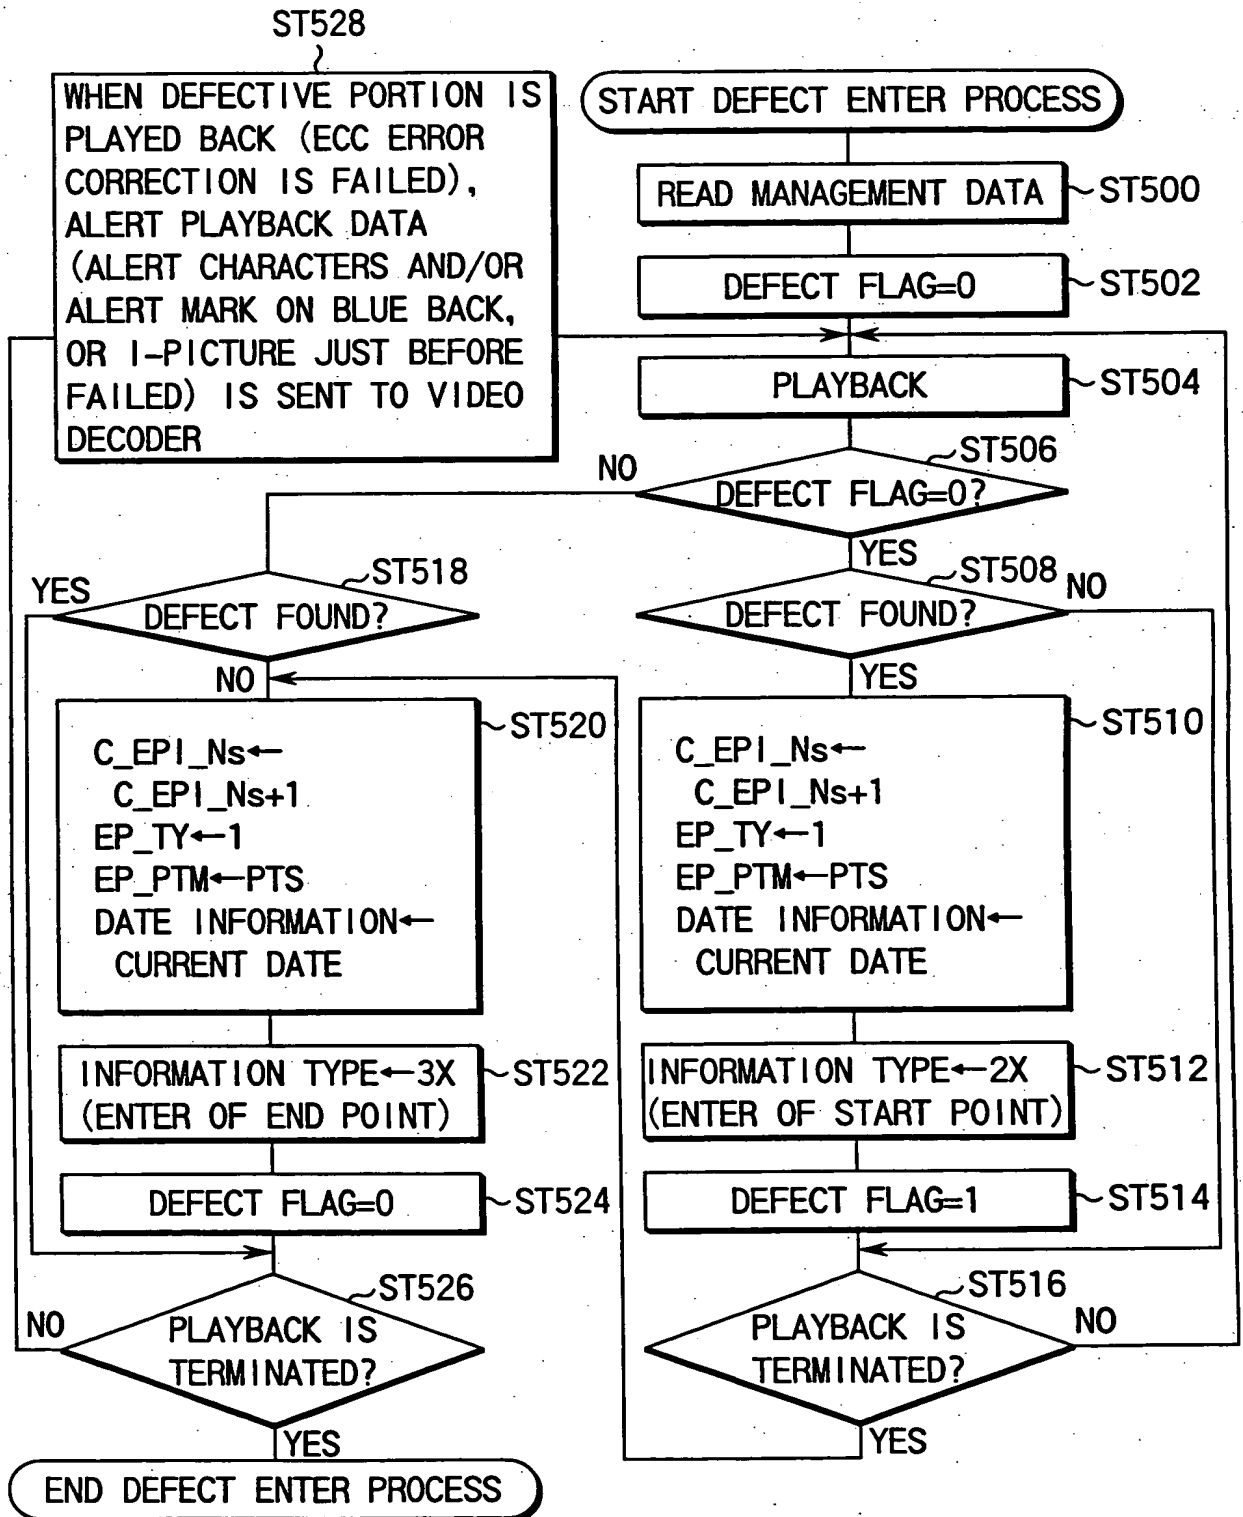 ST528
WHEN DEFECTIVE PORTION IS
PLAYED BACK (ECC ERROR
CORRECTION IS FAILED),
ALERT PLAYBACK DATA
(ALERT CHARACTERS AND/OR
ALERT MARK ON BLUE BACK,
OR I-PICTURE JUST BEFORE
FAILED) IS SENT TO VIDEO
DECODER
START DEFECT ENTER PROCESS
READ MANAGEMENT DATA
ST500
DEFECT FLAG=0
ST502
PLAYBACK
ST504
ST506
NO
DEFECT FLAG=0?
YES
ST518
YES
DEFECT FOUND?
NO
ST508
NO
DEFECT FOUND?
YES
ST520
C_EPI_Ns←
C_EPI_Ns+1
EP_TY←1
EP_PTM←PTS
DATE INFORMATION←
CURRENT DATE
ST510
C_EPI_Ns←
C_EPI_Ns+1
EP_TY←1
EP_PTM←PTS
DATE INFORMATION←
CURRENT DATE
INFORMATION TYPE←3X
(ENTER OF END POINT)
ST522
INFORMATION TYPE←2X
(ENTER OF START POINT)
ST512
DEFECT FLAG=0
ST524
DEFECT FLAG=1
ST514
ST526
NO
PLAYBACK IS
TERMINATED?
YES
ST516
NO
PLAYBACK IS
TERMINATED?
YES
END DEFECT ENTER PROCESS